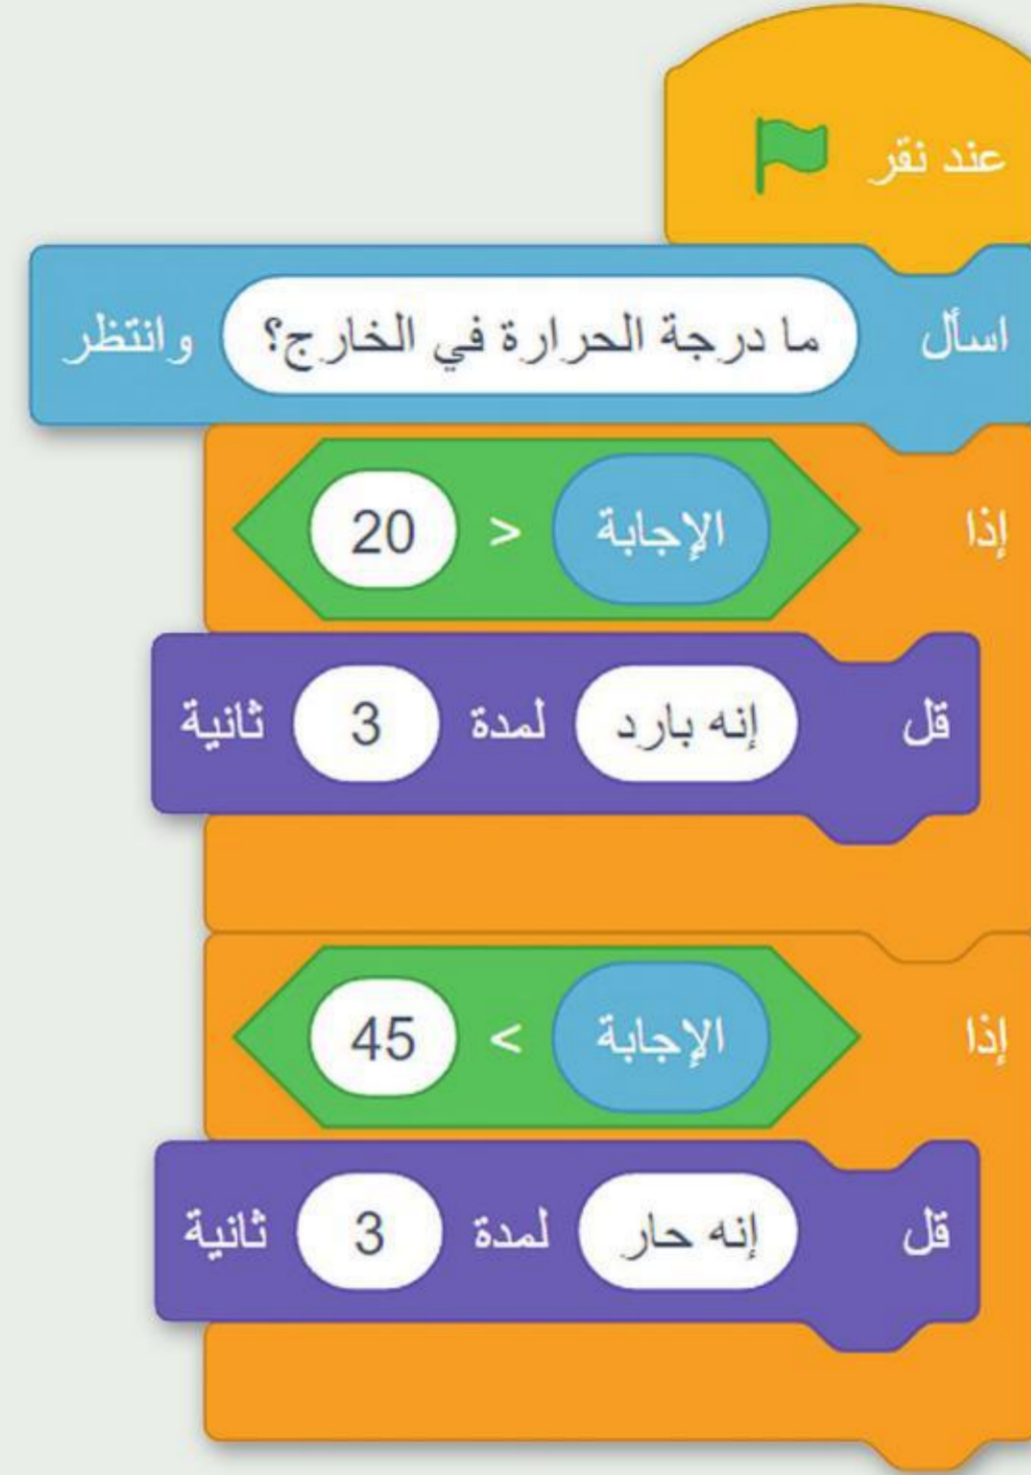 عند نقر
اسأل ما درجة الحرارة في الخارج؟ وانتظر
إذا الإجابة < 20
قل إنه بارد لمدة 3 ثانية
إذا الإجابة > 45
قل إنه حار لمدة 3 ثانية